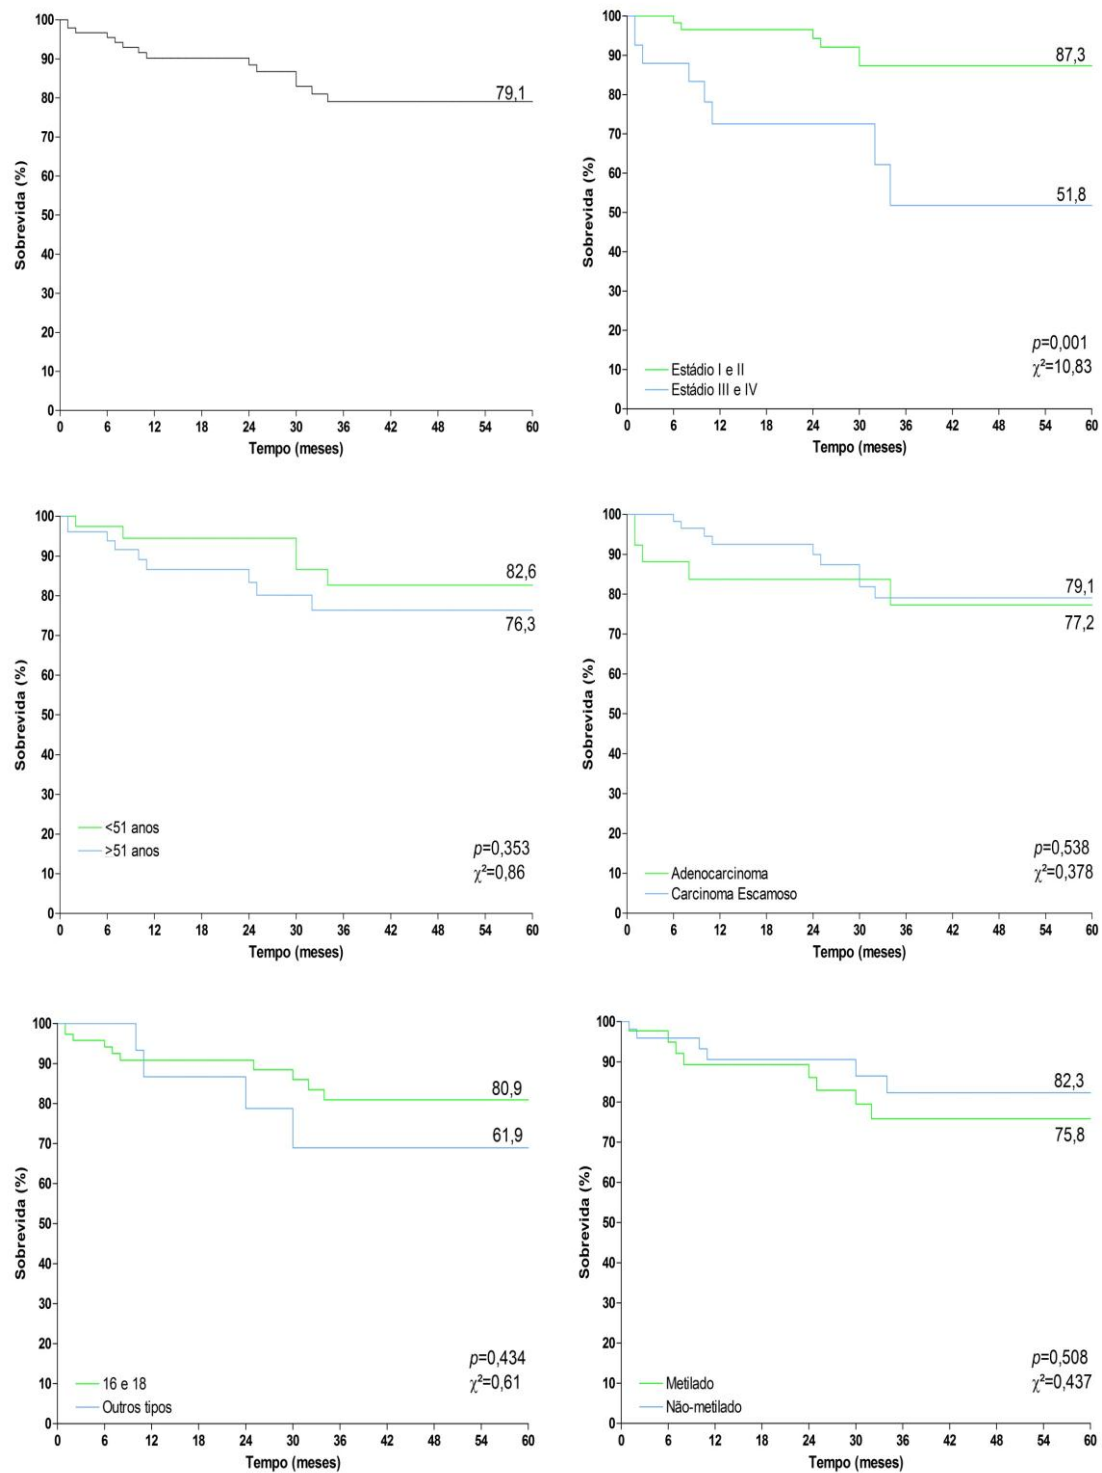 100
90
80
70
60
50
40
30
20
10
0
Sobrevida (%)
79,1
0 6 12 18 24 30 36 42 48 54 60
Tempo (meses)
100
90
80
70
60
50
40
30
20
10
0
Sobrevida (%)
87,3
51,8
p=0,001
χ²=10,83
Estádio I e II
Estádio III e IV
0 6 12 18 24 30 36 42 48 54 60
Tempo (meses)
100
90
80
70
60
50
40
30
20
10
0
Sobrevida (%)
82,6
76,3
<51 anos
>51 anos
p=0,353
χ²=0,86
0 6 12 18 24 30 36 42 48 54 60
Tempo (meses)
100
90
80
70
60
50
40
30
20
10
0
Sobrevida (%)
79,1
77,2
p=0,538
χ²=0,378
Adenocarcinoma
Carcinoma Escamoso
0 6 12 18 24 30 36 42 48 54 60
Tempo (meses)
100
90
80
70
60
50
40
30
20
10
0
Sobrevida (%)
80,9
61,9
p=0,434
χ²=0,61
16 e 18
Outros tipos
0 6 12 18 24 30 36 42 48 54 60
Tempo (meses)
100
90
80
70
60
50
40
30
20
10
0
Sobrevida (%)
82,3
75,8
p=0,508
χ²=0,437
Metilado
Não-metilado
0 6 12 18 24 30 36 42 48 54 60
Tempo (meses)